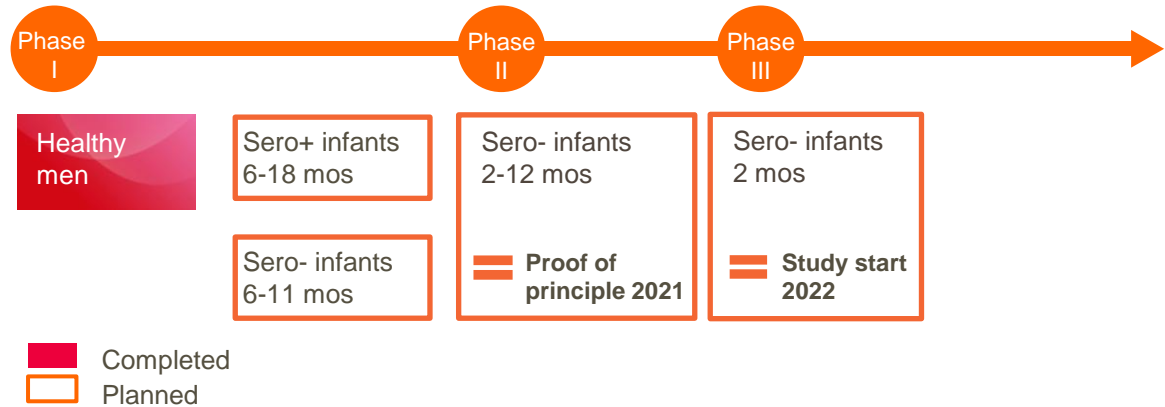 Phase
I
Phase
II
Phase
III
Healthy
men
Sero+ infants
6-18 mos
Sero- infants
6-11 mos
Sero- infants
2-12 mos
Proof of
principle 2021
Sero- infants
2 mos
Study start
2022
Completed
Planned